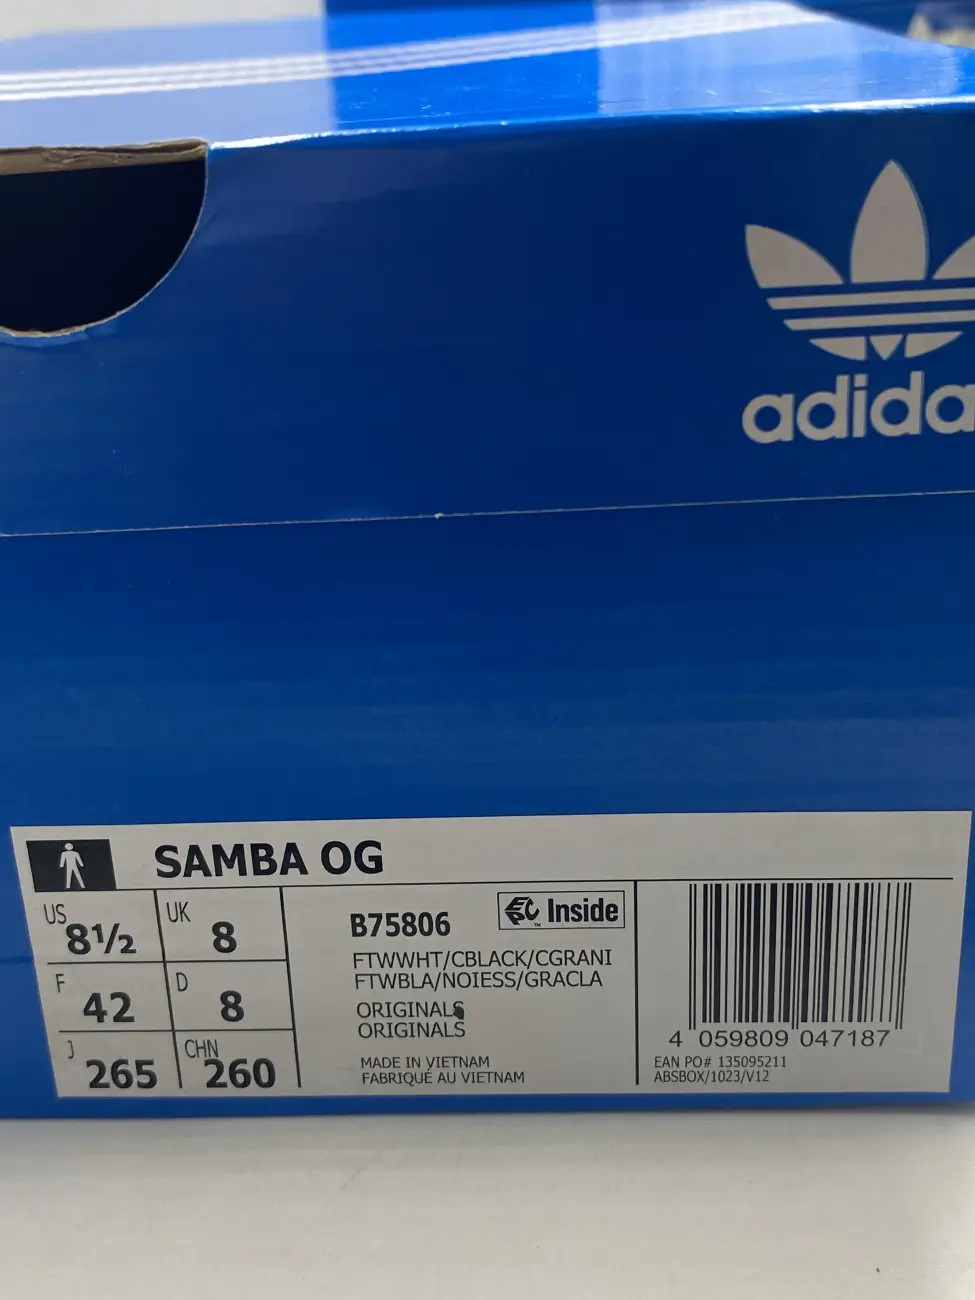 adida
SAMBA OG
US
8½
UK
8
F
42
D
8
J
265
CHN
260
B75806
Inside
FTWWHT/CBLACK/CGRANI
FTWBLA/NOIESS/GRACLA
ORIGINALS
ORIGINALS
MADE IN VIETNAM
FABRIQUÉ AU VIETNAM
4 059809 047187
EAN PO# 135095211
ABSBOX/1023/V12